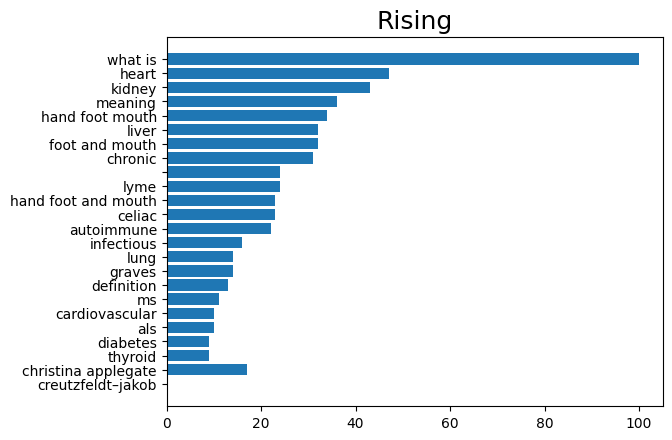 Rising
what is
heart
kidney
meaning
hand foot mouth
liver
foot and mouth
chronic
lyme
hand foot and mouth
celiac
autoimmune
infectious
lung
graves
definition
ms
cardiovascular
als
diabetes
thyroid
christina applegate
creutzfeldt–jakob
0 20 40 60 80 100